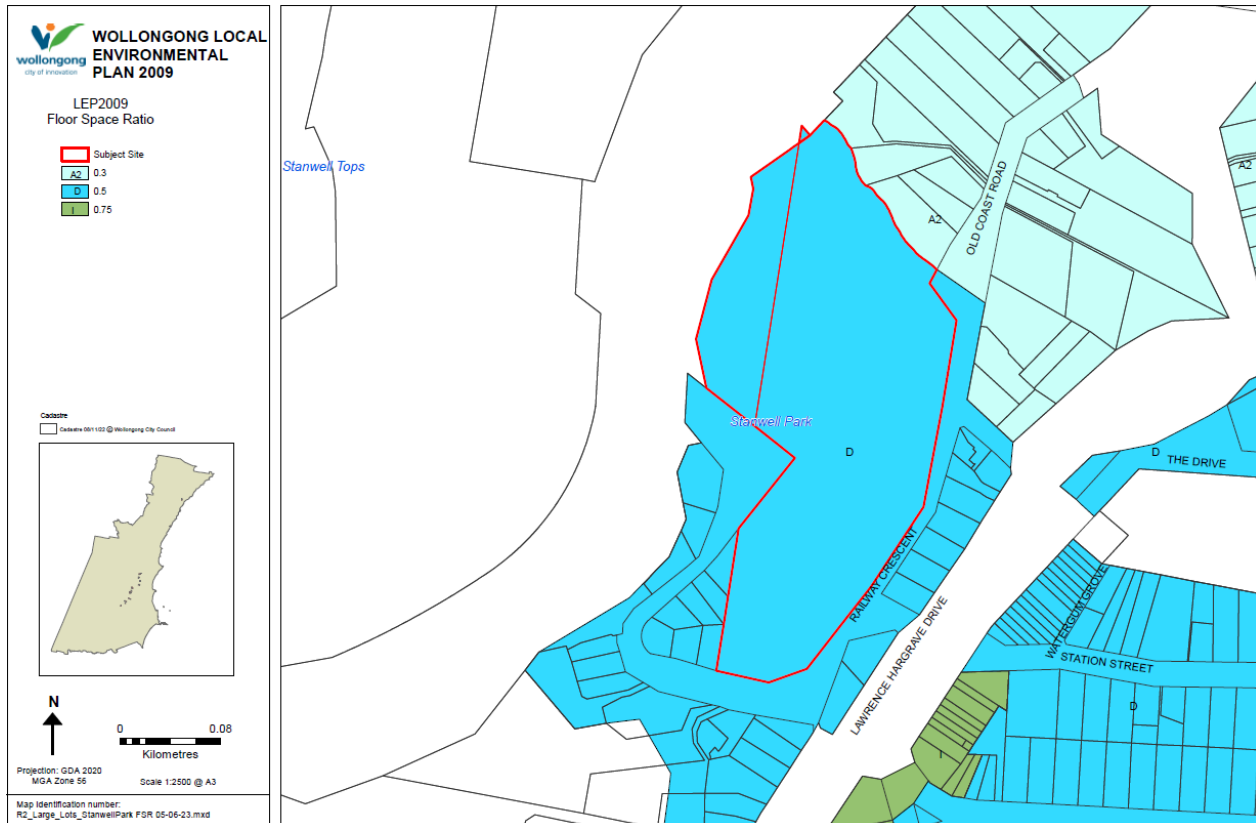 wollongong
city of innovation
WOLLONGONG LOCAL
ENVIRONMENTAL
PLAN 2009
LEP2009
Floor Space Ratio
Subject Site
A2 0.3
D 0.5
I 0.75
Cadastre
Cadastre 08/11/22 @ Wollongong City Council
N
0 0.08
Kilometres
Projection: GDA 2020
MGA Zone 56
Scale 1:2500 @ A3
Map Identification number:
R2_Large_Lots_StanwellPark FSR 05-06-23.mxd
Stanwell Tops
A2
A2
OLD COAST ROAD
Stanwell Park
D
D
THE DRIVE
RAILWAY CRESCENT
LAWRENCE HARGRAVE DRIVE
WATERGUM GROVE
STATION STREET
D
I